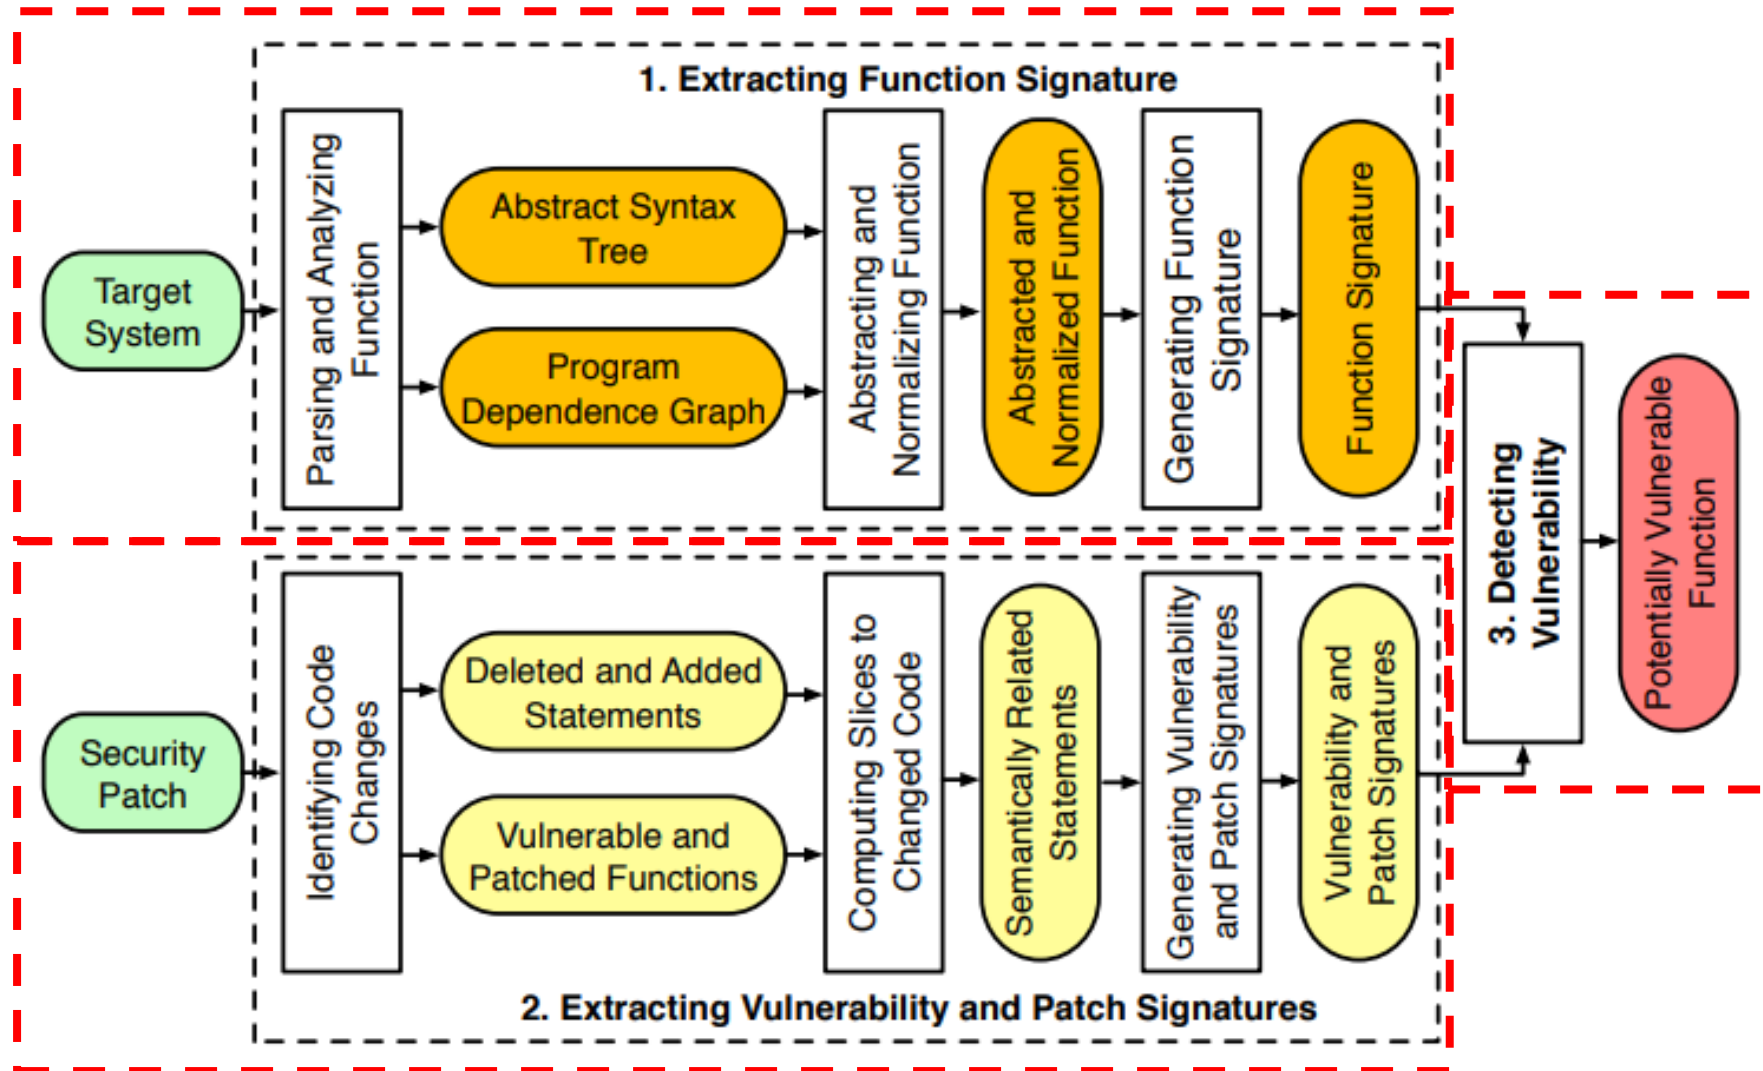 1. Extracting Function Signature
Target
System
Parsing and Analyzing
Function
Abstract Syntax
Tree
Program
Dependence Graph
Abstracting and
Normalizing Function
Abstracted and
Normalized Function
Generating Function
Signature
Function Signature
Security
Patch
Identifying Code
Changes
Deleted and Added
Statements
Vulnerable and
Patched Functions
Computing Slices to
Changed Code
Semantically Related
Statements
Generating Vulnerability
and Patch Signatures
Vulnerability and
Patch Signatures
2. Extracting Vulnerability and Patch Signatures
3. Detecting
Vulnerability
Potentially Vulnerable
Function